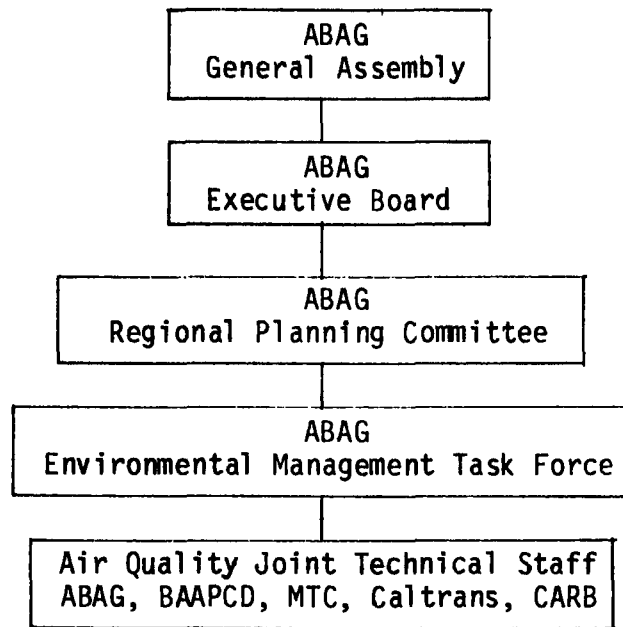 ABAG
General Assembly
ABAG
Executive Board
ABAG
Regional Planning Committee
ABAG
Environmental Management Task Force
Air Quality Joint Technical Staff
ABAG, BAAPCD, MTC, Caltrans, CARB